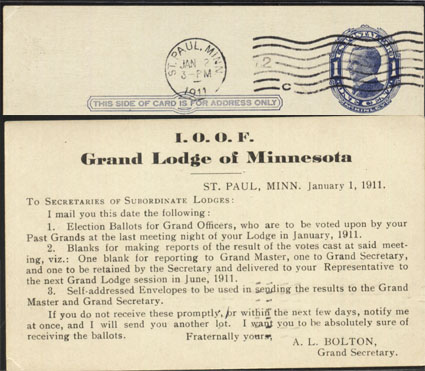 ST. PAUL, MINN.
JAN 2
3-PM
1911
C
1
1
ONE CENT
THIS SIDE OF CARD IS FOR ADDRESS ONLY
I. O. O. F.
Grand Lodge of Minnesota
ST. PAUL, MINN. January 1, 1911.
TO SECRETARIES OF SUBORDINATE LODGES:
I mail you this date the following:
1. Election Ballots for Grand Officers, who are to be voted upon by your
Past Grands at the last meeting night of your Lodge in January, 1911.
2. Blanks for making reports of the result of the votes cast at said meet-
ing, viz.: One blank for reporting to Grand Master, one to Grand Secretary,
and one to be retained by the Secretary and delivered to your Representative to
the next Grand Lodge session in June, 1911.
3. Self-addressed Envelopes to be used in sending the results to the Grand
Master and Grand Secretary.
If you do not receive these promptly, or within the next few days, notify me
at once, and I will send you another lot. I want you to be absolutely sure of
receiving the ballots. Fraternally yours,
A. L. BOLTON,
Grand Secretary.